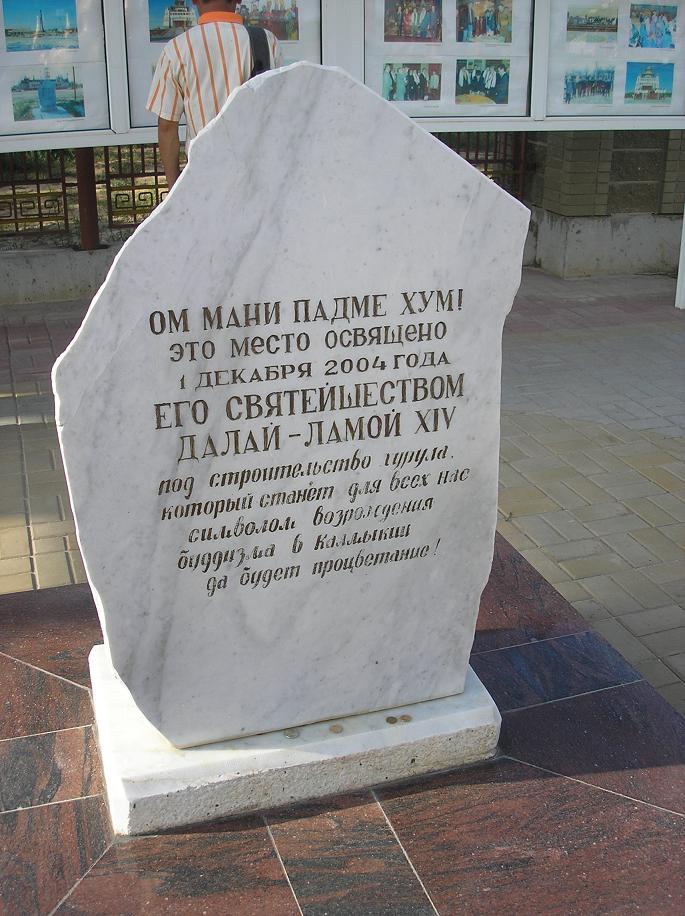 ОМ МАНИ ПАДМЕ ХУМ!
ЭТО МЕСТО ОСВЯЩЕНО
1 ДЕКАБРЯ 2004 ГОДА
ЕГО СВЯТЕЙШЕСТВОМ
ДАЛАЙ-ЛАМОЙ XIV
под строительство хурула,
который станет для всех нас
символом возрождения
буддизма в калмыкии
да будет процветание!